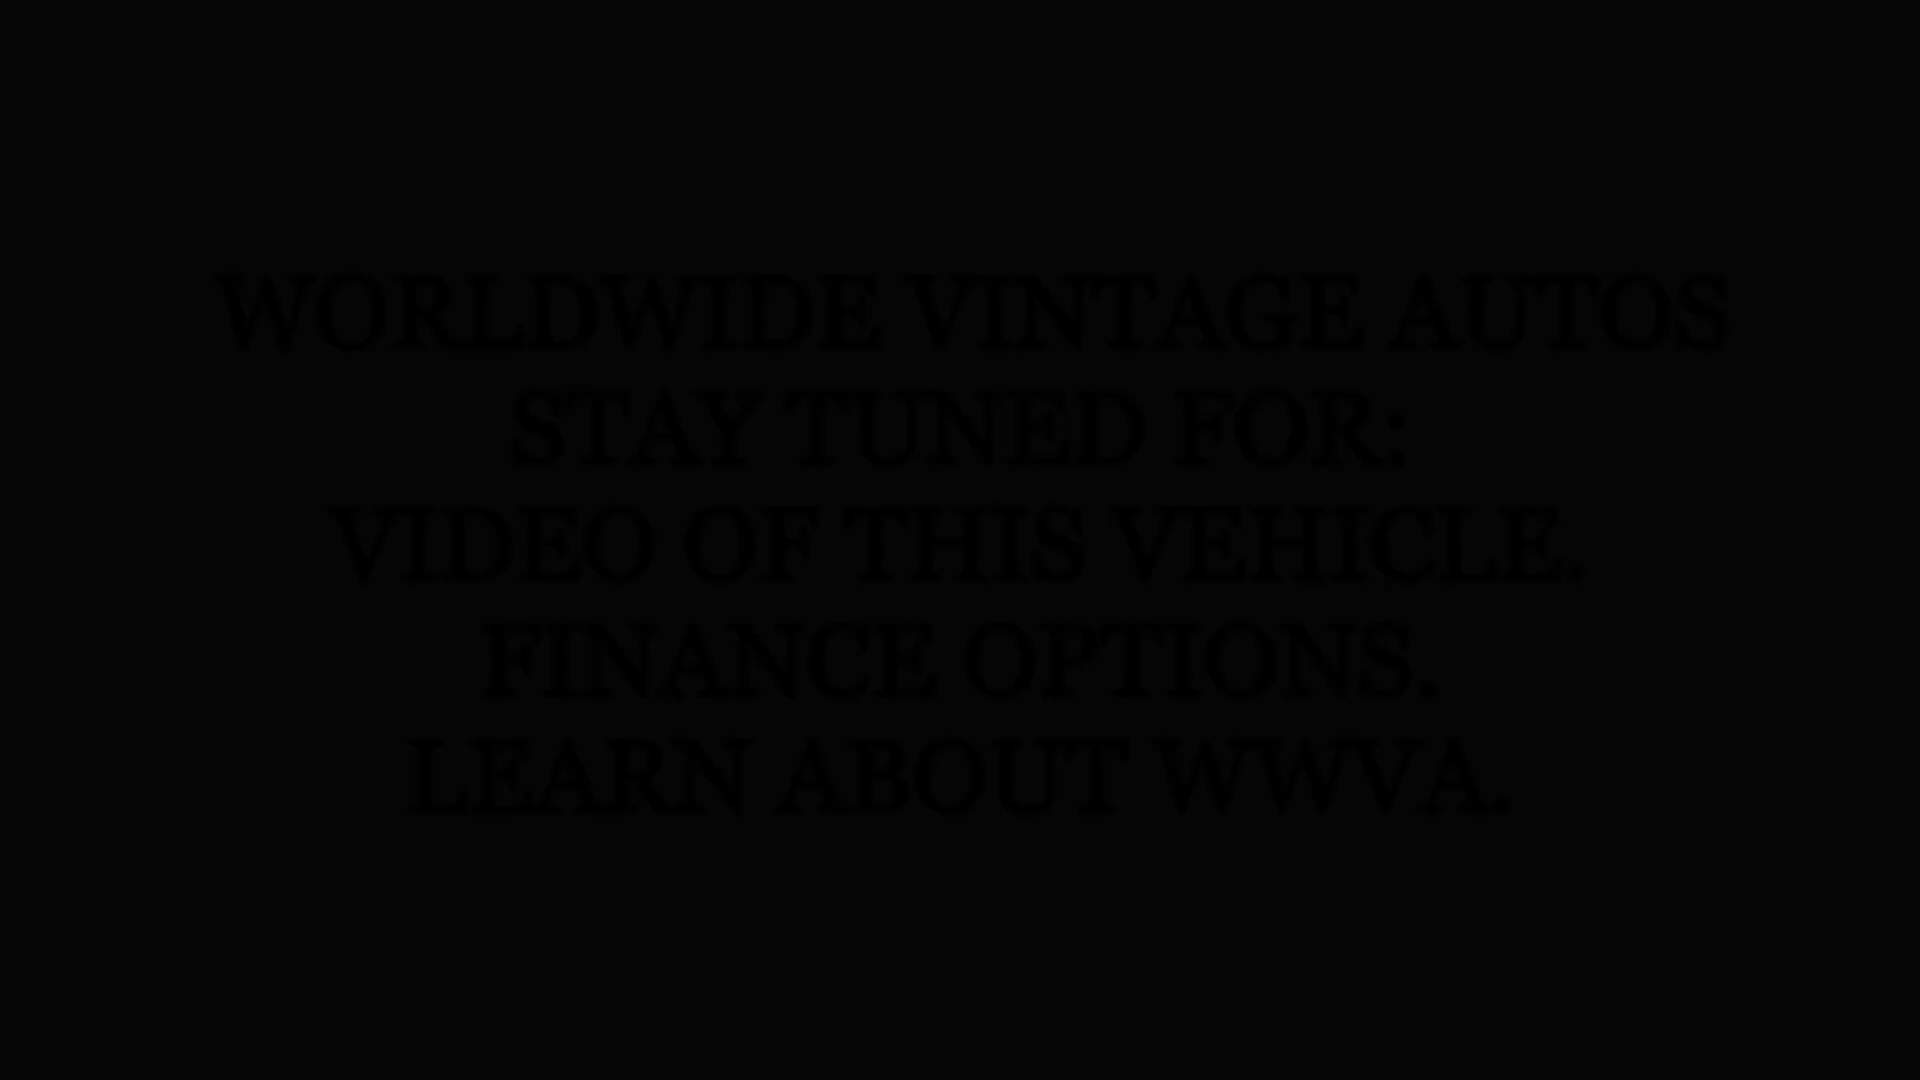 WORLDWIDE VINTAGE AUTOS
STAY TUNED FOR:
VIDEO OF THIS VEHICLE.
FINANCE OPTIONS.
LEARN ABOUT WWVA.